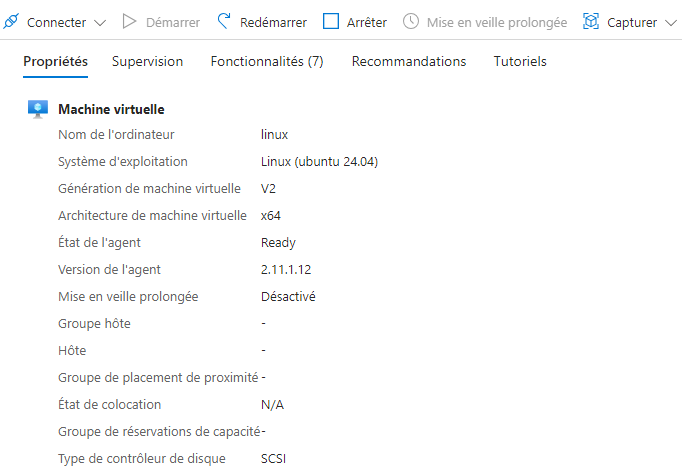 Connecter Démarrer Redémarrer Arrêter Mise en veille prolongée Capturer
Propriétés Supervision Fonctionnalités (7) Recommandations Tutoriels
Machine virtuelle
Nom de l'ordinateur linux
Système d'exploitation Linux (ubuntu 24.04)
Génération de machine virtuelle V2
Architecture de machine virtuelle x64
État de l'agent Ready
Version de l'agent 2.11.1.12
Mise en veille prolongée Désactivé
Groupe hôte -
Hôte -
Groupe de placement de proximité -
État de colocation N/A
Groupe de réservations de capacité -
Type de contrôleur de disque SCSI